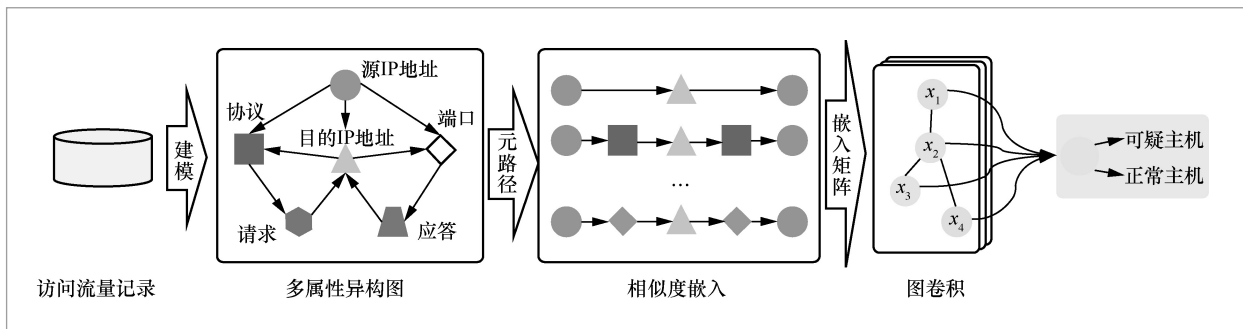 源IP地址
协议
端口
目的IP地址
请求
应答
建模
元路径
...
嵌入矩阵
x1
x2
x3
x4
可疑主机
正常主机
访问流量记录
多属性异构图
相似度嵌入
图卷积